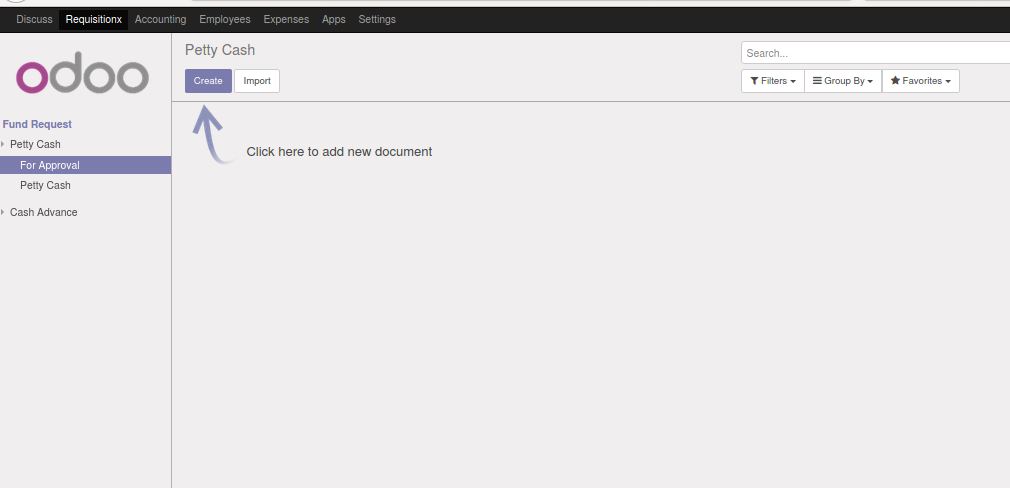 Discuss Requisitionx Accounting Employees Expenses Apps Settings
odoo
Fund Request
Petty Cash
For Approval
Petty Cash
Cash Advance
Petty Cash
Search...
Create Import
Filters Group By Favorites
Click here to add new document